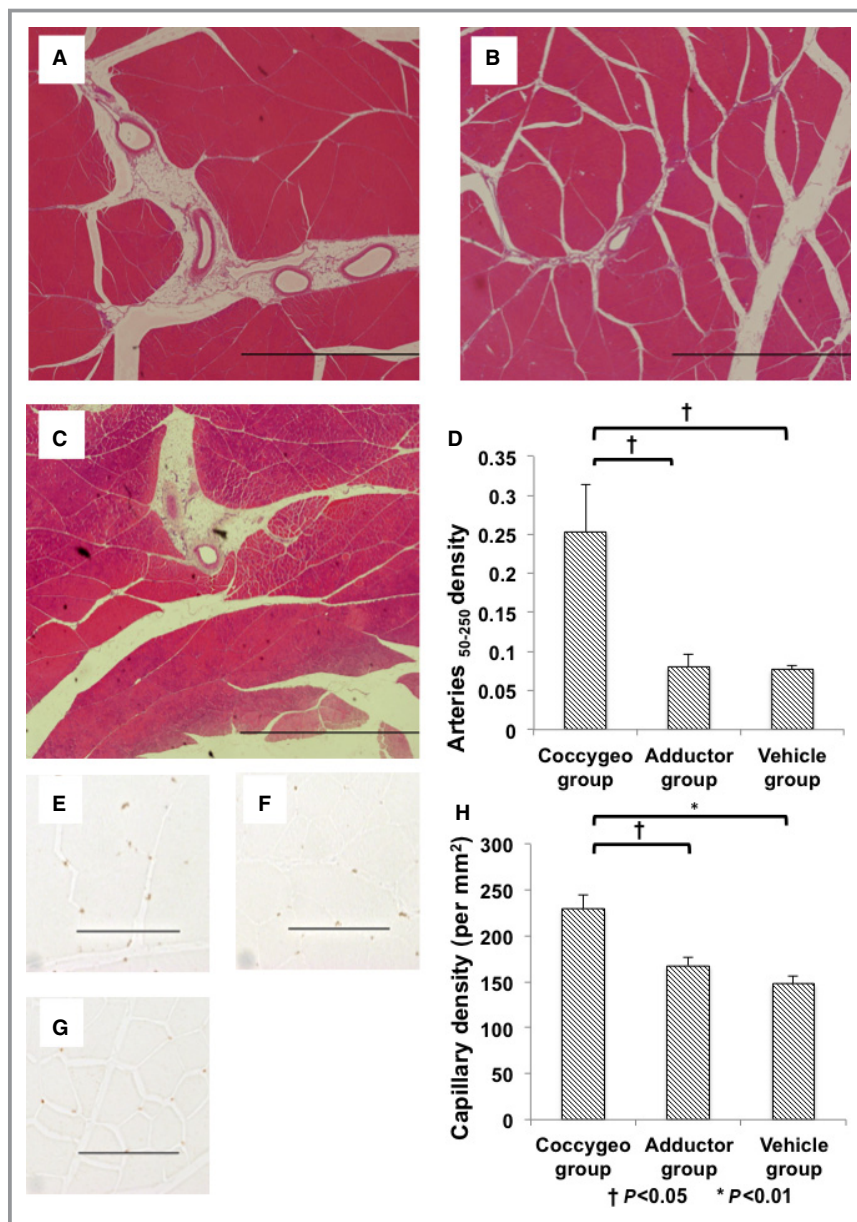 A
B
C
D
†
†
Arteries 50-250 density
0.35
0.3
0.25
0.2
0.15
0.1
0.05
0
Coccygeo group
Adductor group
Vehicle group
E
F
G
H
*
†
Capillary density (per mm²)
300
250
200
150
100
50
0
Coccygeo group
Adductor group
Vehicle group
† P<0.05 * P<0.01